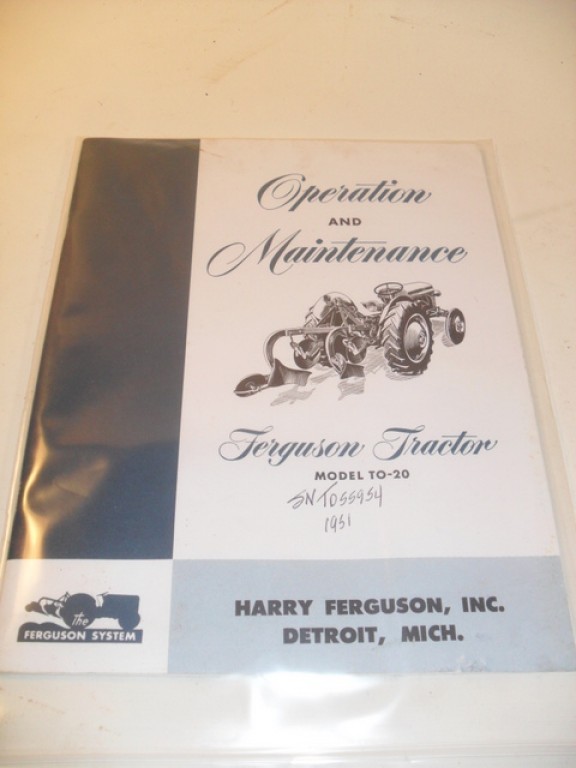 Operation
AND
Maintenance
Ferguson Tractor
MODEL TO-20
SN TO55954
1951
the
FERGUSON SYSTEM
HARRY FERGUSON, INC.
DETROIT, MICH.